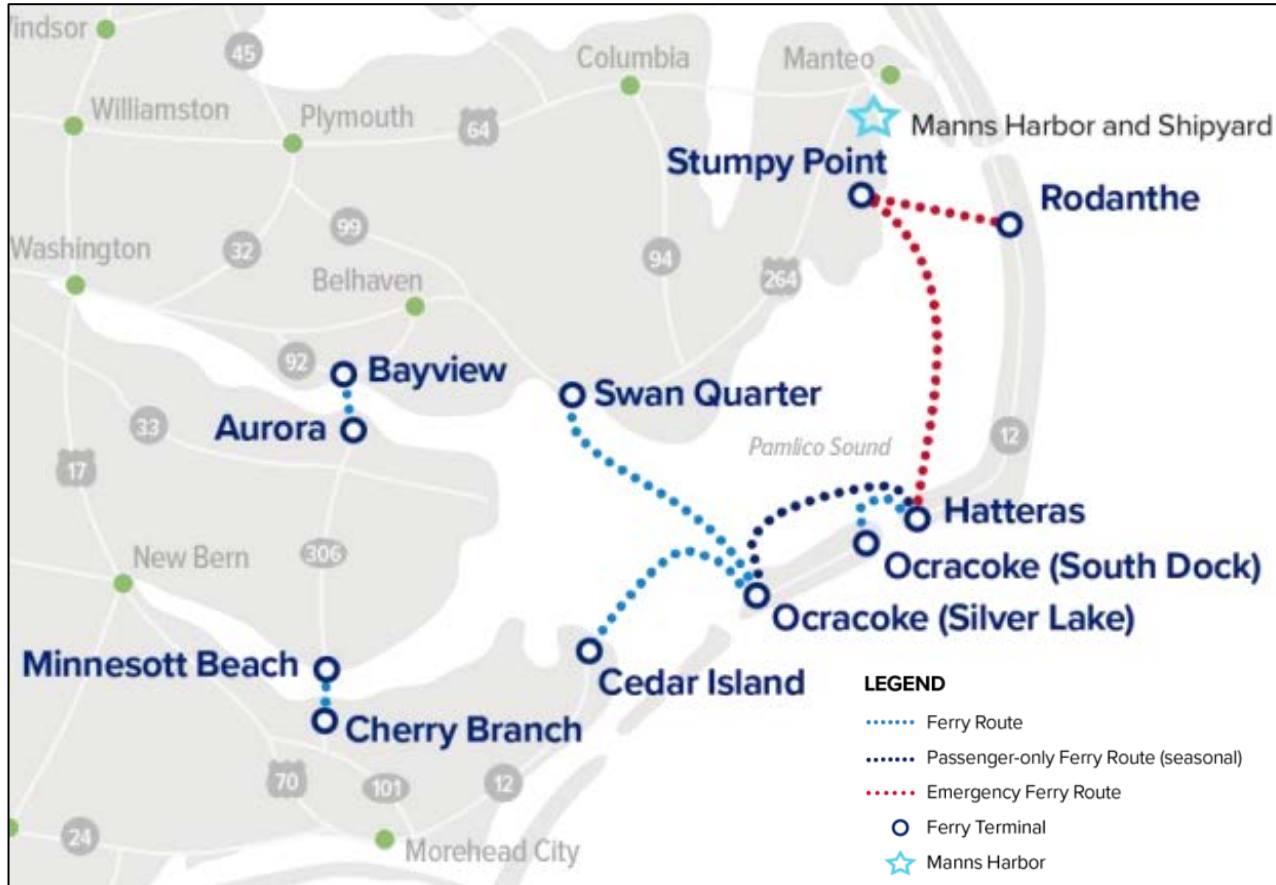 indsor
45
Columbia
Manteo
Williamston
Plymouth
64
Manns Harbor and Shipyard
Stumpy Point
Rodanthe
99
32
Washington
94
264
Belhaven
92
Bayview
Swan Quarter
Aurora
33
12
Pamlico Sound
17
Hatteras
306
New Bern
Ocracoke (South Dock)
Ocracoke (Silver Lake)
Minnesott Beach
Cedar Island
Cherry Branch
70
101
12
24
Morehead City
LEGEND
Ferry Route
Passenger-only Ferry Route (seasonal)
Emergency Ferry Route
Ferry Terminal
Manns Harbor